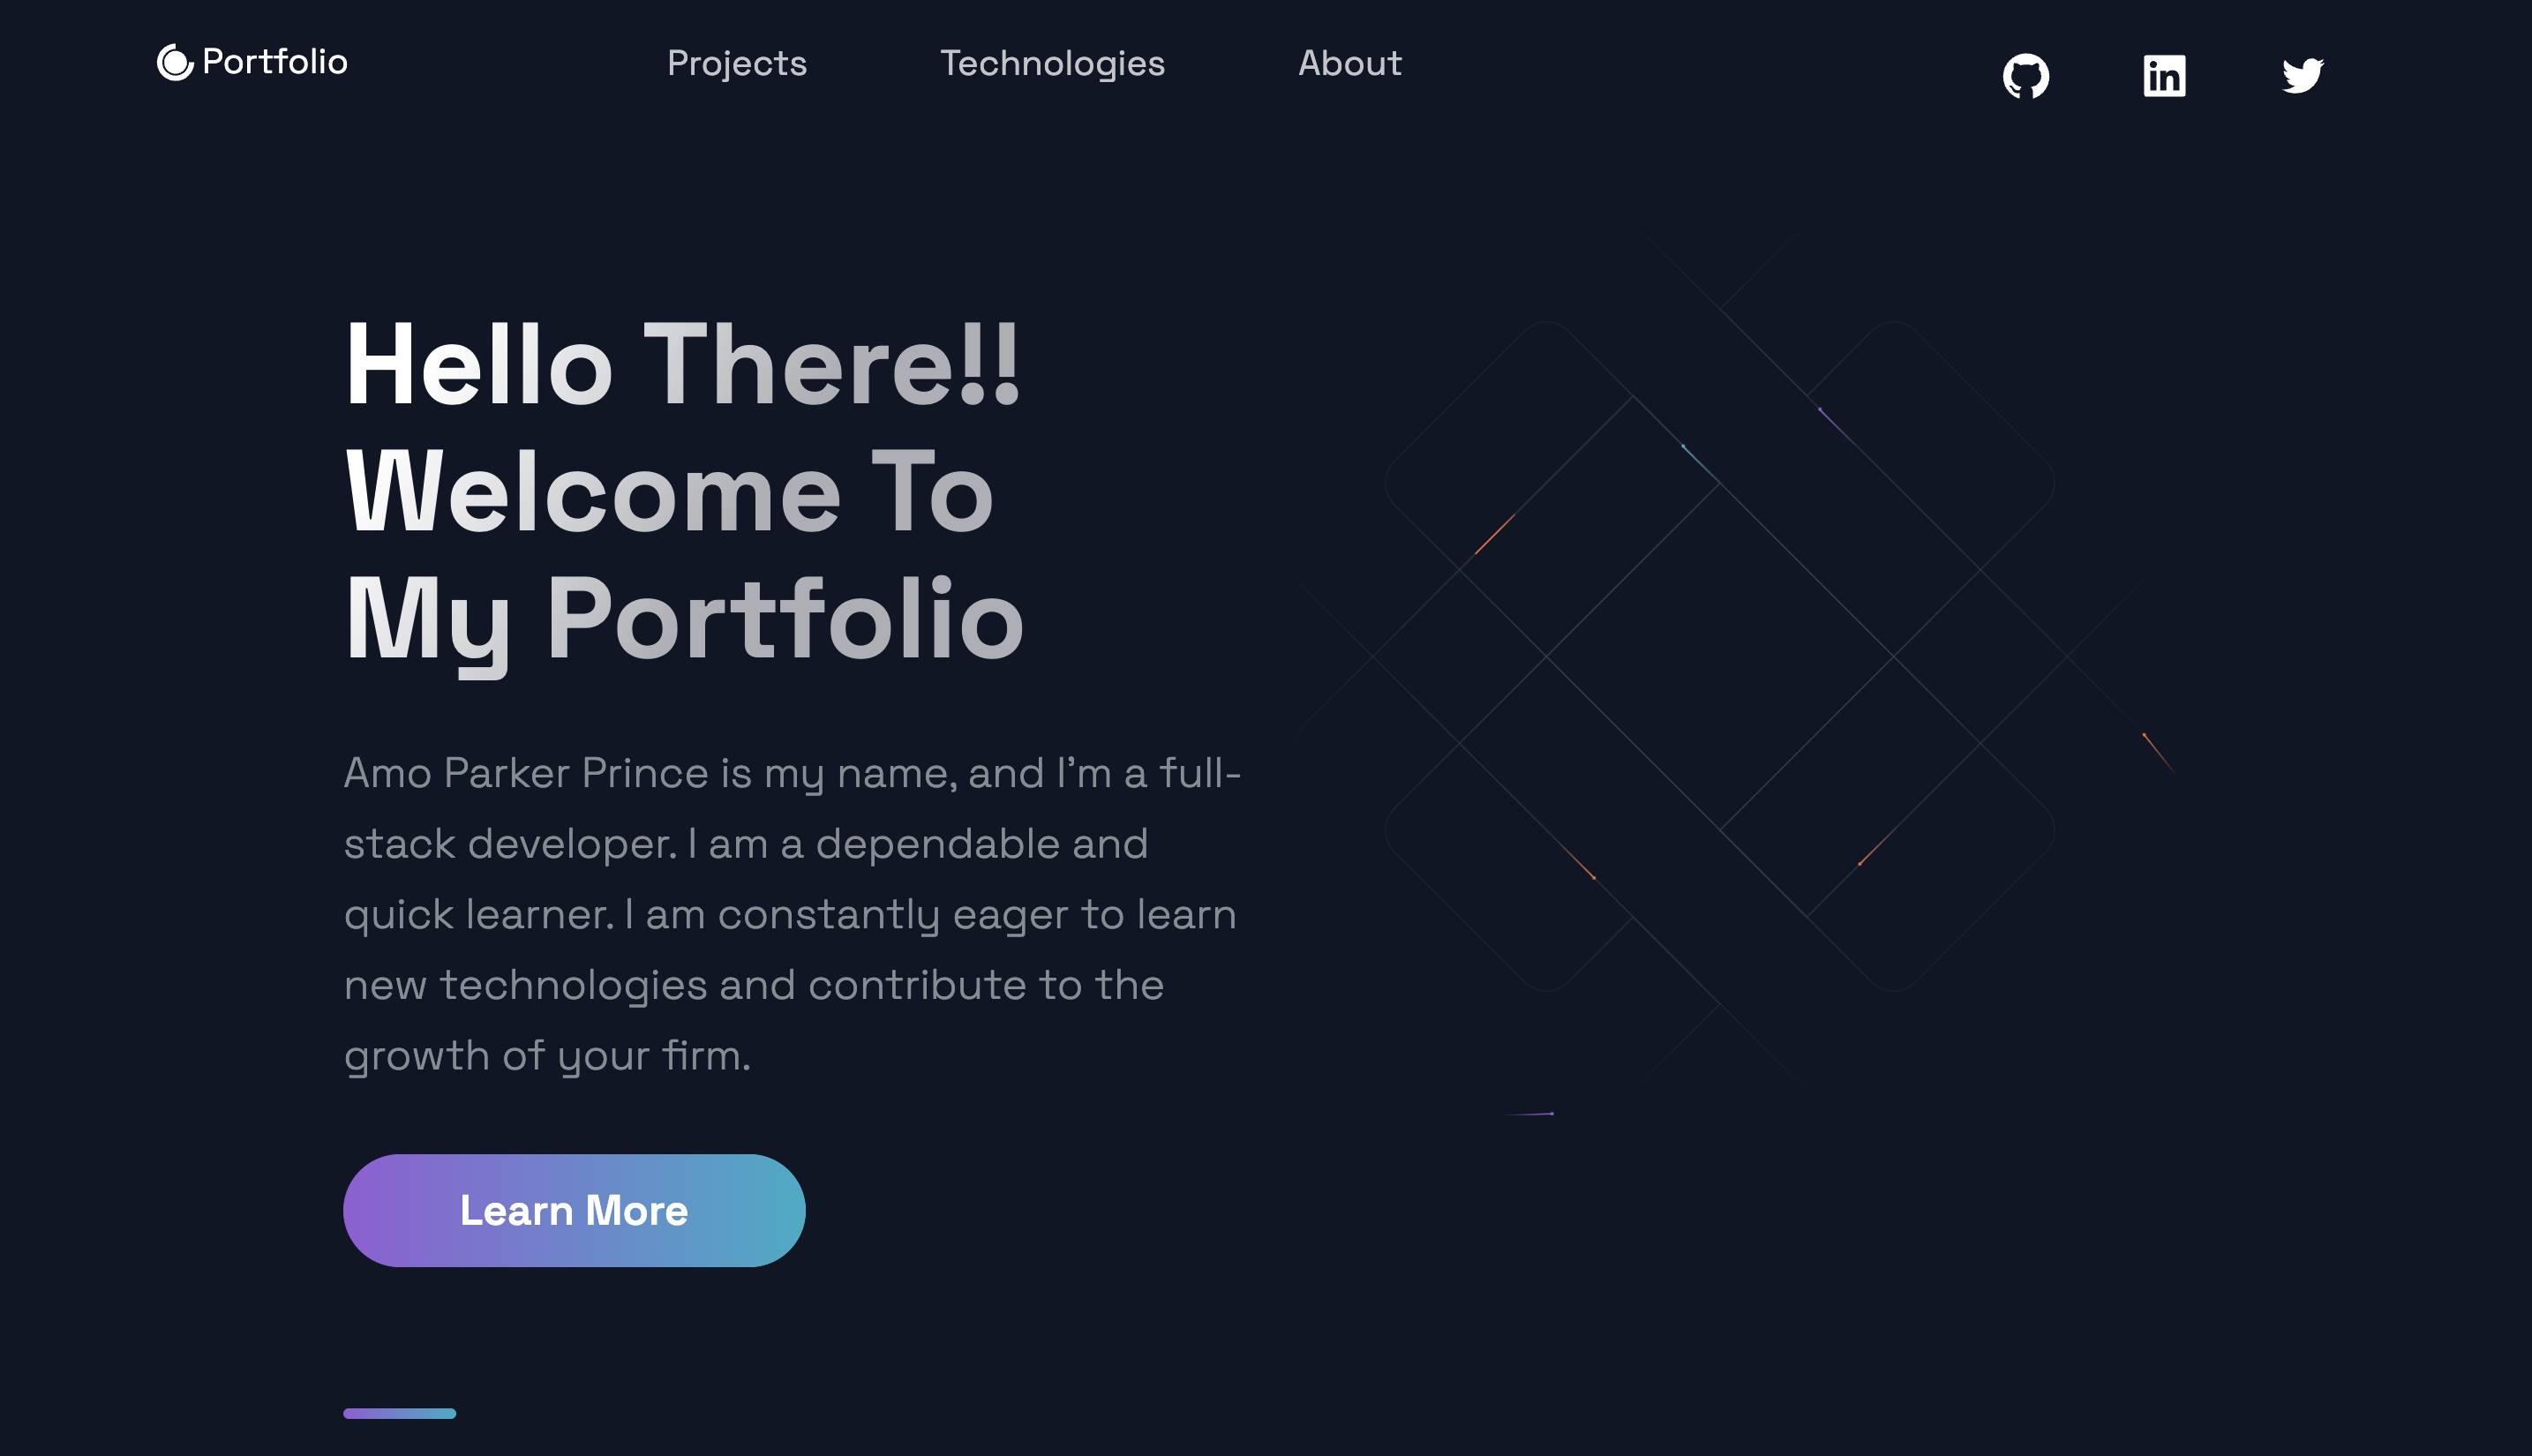 Portfolio
Projects
Technologies
About
in
Hello There!!
Welcome To
My Portfolio
Amo Parker Prince is my name, and I'm a full-
stack developer. I am a dependable and
quick learner. I am constantly eager to learn
new technologies and contribute to the
growth of your firm.
Learn More